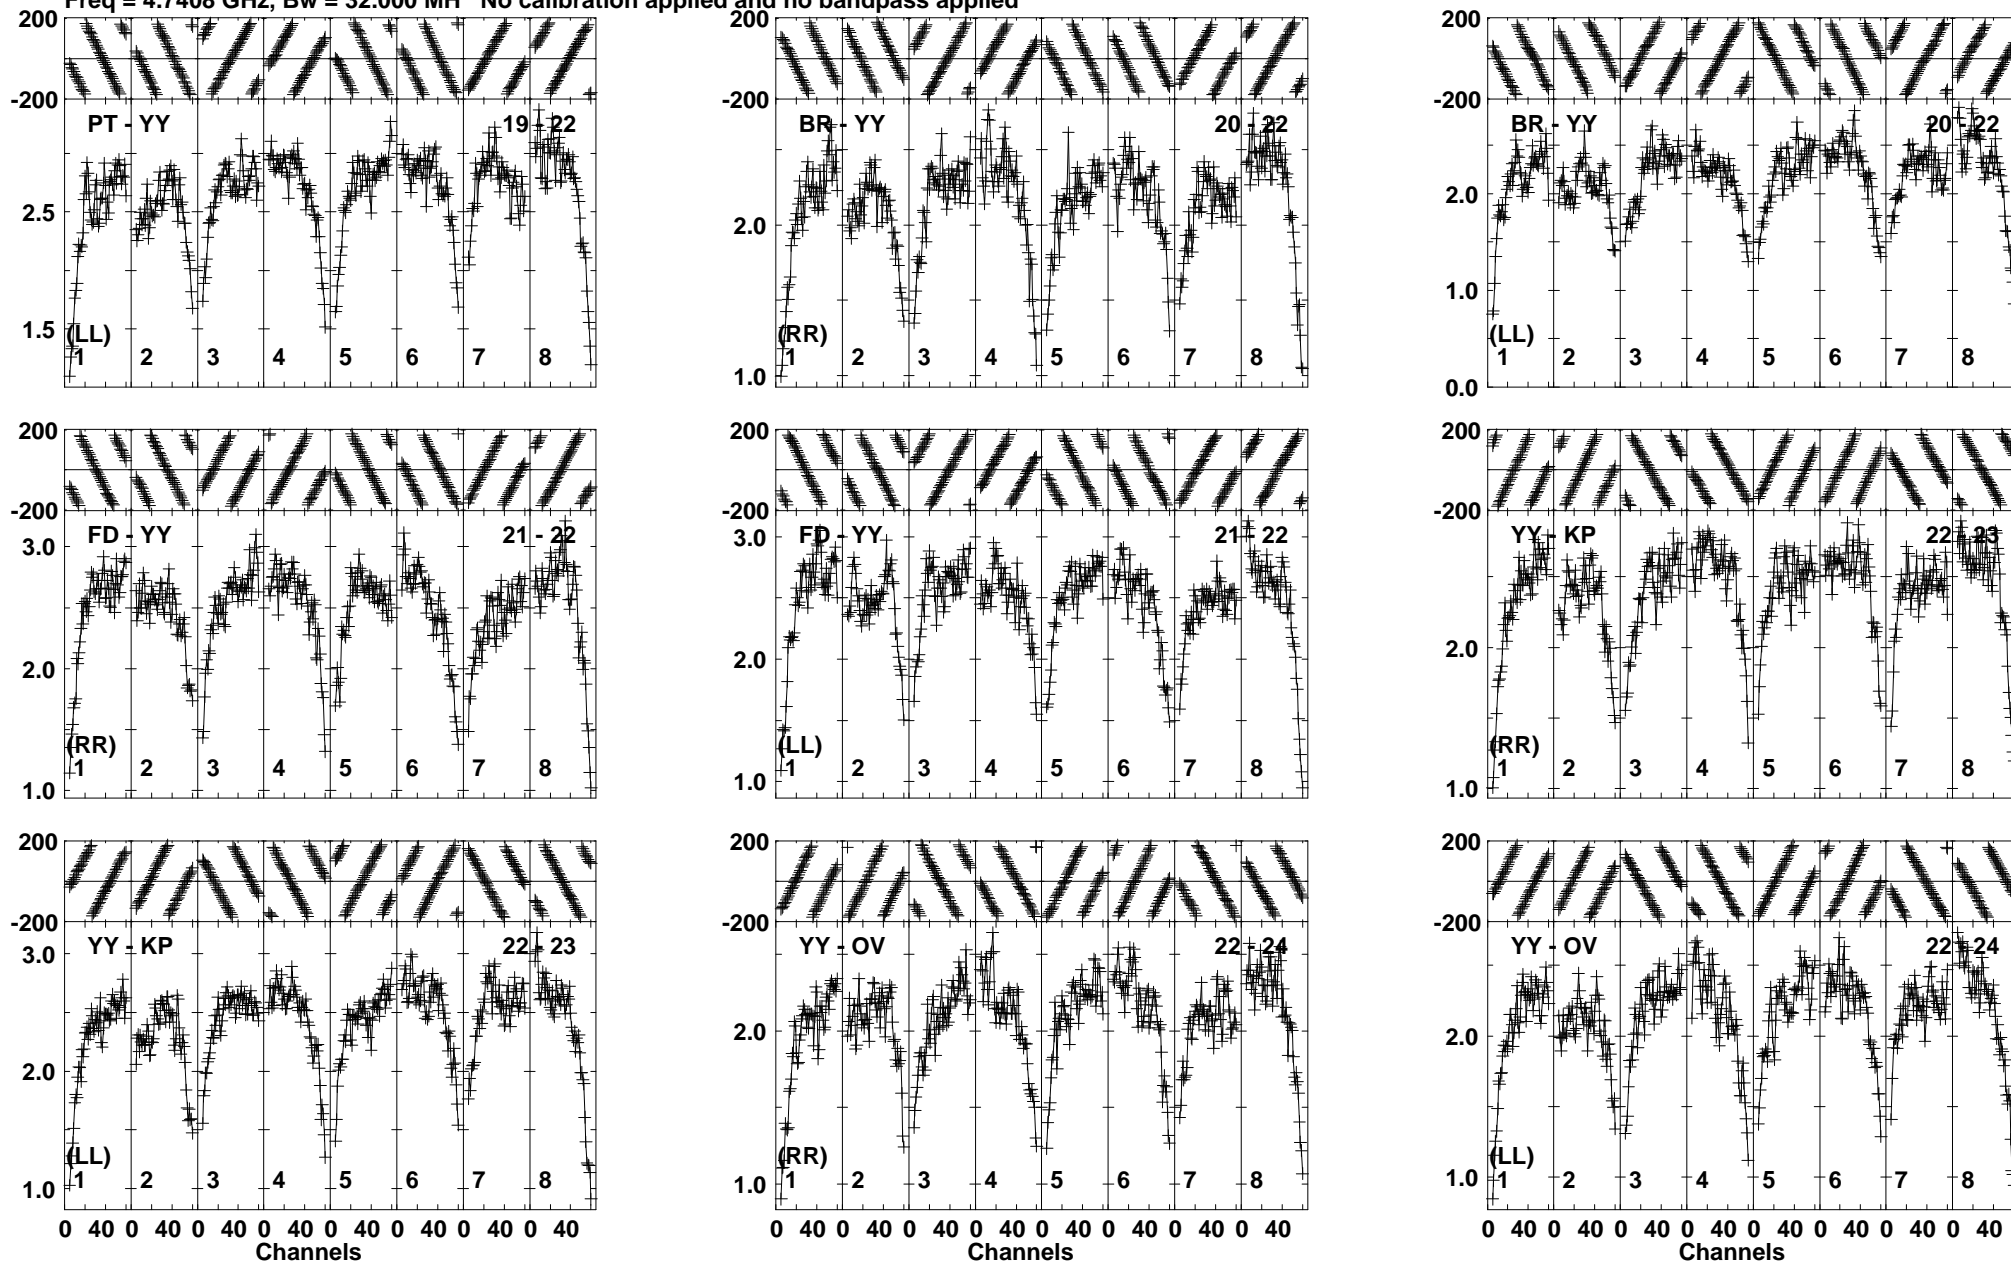 Freq = 4.7408 GHz, Bw = 32.000 MH No calibration applied and no bandpass applied
200 200 200
-200 -200 -200
PT - YY 19 - 22 BR - YY 20 - 22 BR - YY 20 - 22
2.5 2.0 2.0
1.5 1.0
(LL) (RR) (LL)
1 2 3 4 5 6 7 8 1 2 3 4 5 6 7 8 1 2 3 4 5 6 7 8
1.0 0.0
200 200 200
-200 -200 -200
FD - YY 21 - 22 FD - YY 21 - 22 YY - KP 22 - 23
3.0 3.0
2.0 2.0 2.0
(RR) (LL) (RR)
1 2 3 4 5 6 7 8 1 2 3 4 5 6 7 8 1 2 3 4 5 6 7 8
1.0 1.0 1.0
200 200 200
-200 -200 -200
YY - KP 22 - 23 YY - OV 22 - 24 YY - OV 22 - 24
3.0
2.0 2.0 2.0
(LL) (RR) (LL)
1 2 3 4 5 6 7 8 1 2 3 4 5 6 7 8 1 2 3 4 5 6 7 8
1.0 1.0 1.0
0 40 0 40 0 40 0 40 0 40 0 40 0 40 0 40 0 40 0 40 0 40 0 40 0 40 0 40 0 40 0 40 0 40 0 40 0 40 0 40 0 40 0 40 0 40 0 40
Channels Channels